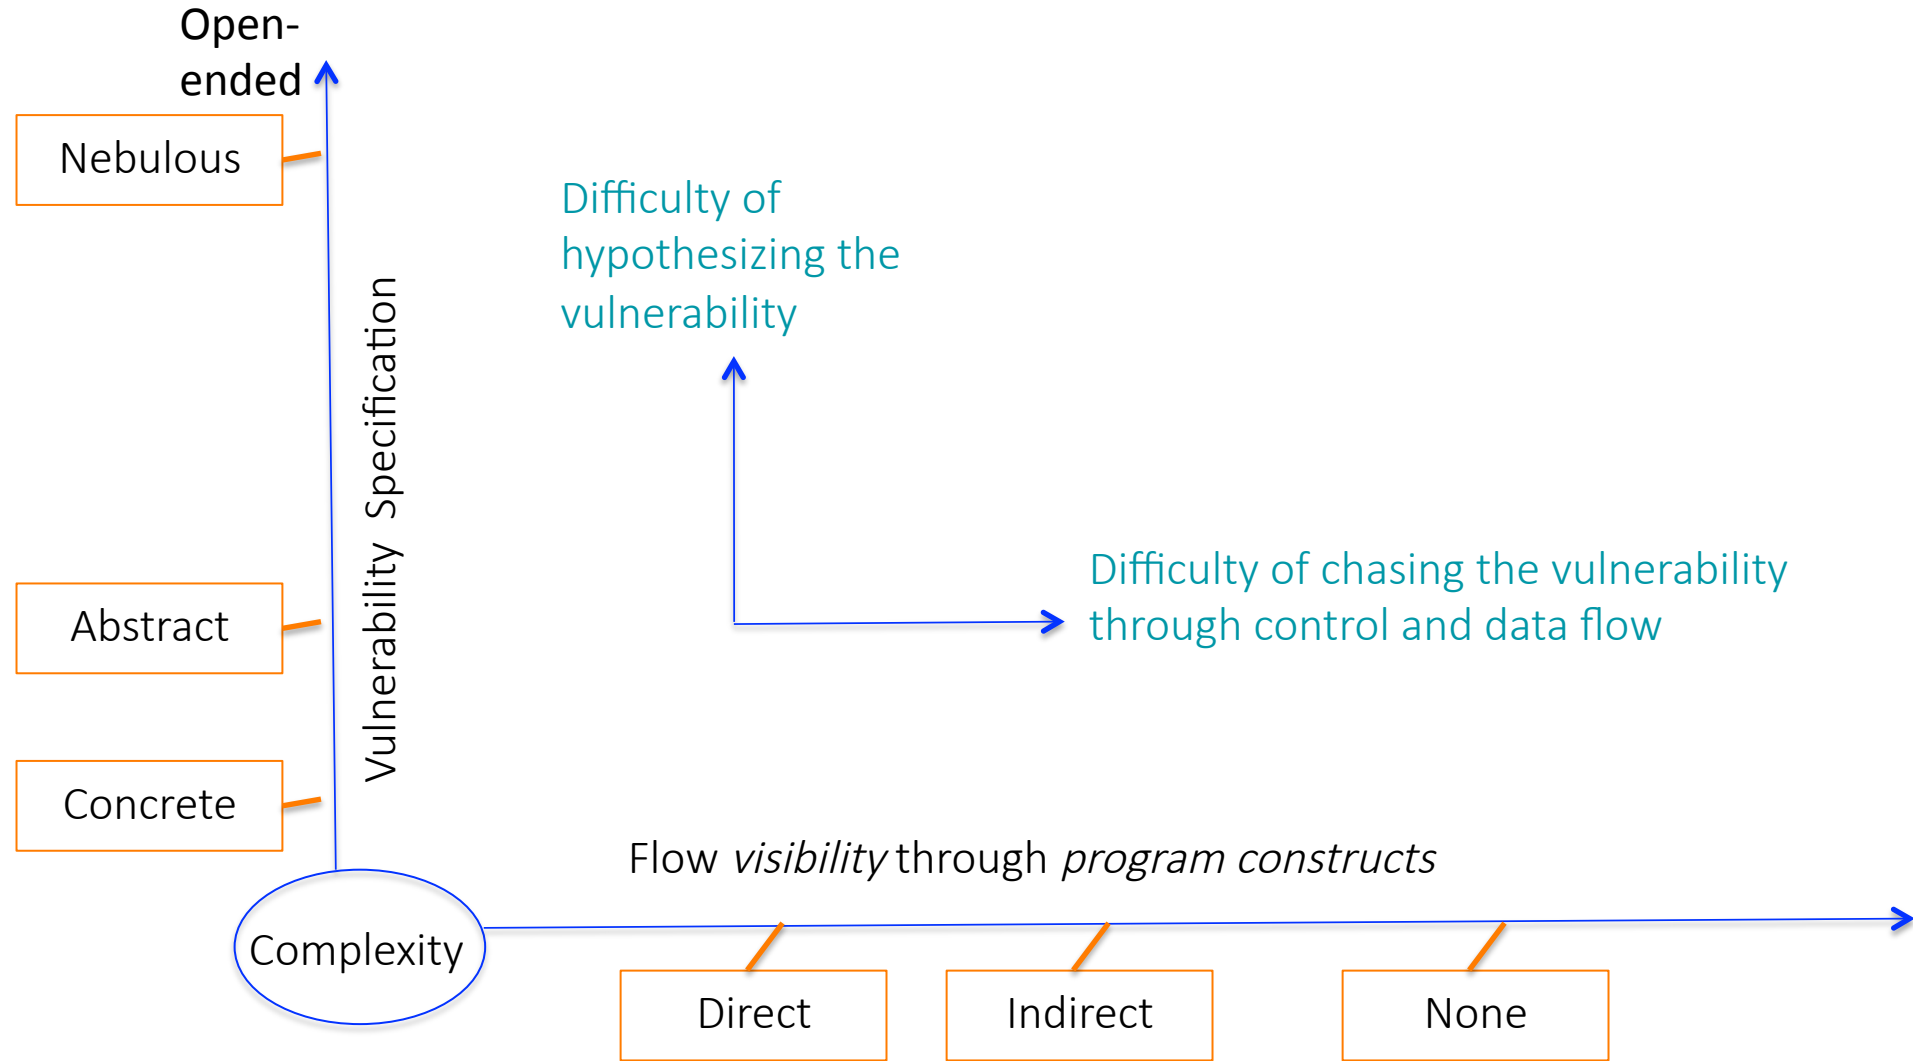 Open-
ended
Nebulous
Difficulty of
hypothesizing the
vulnerability
Vulnerability Specification
Difficulty of chasing the vulnerability
through control and data flow
Abstract
Concrete
Flow visibility through program constructs
Complexity
Direct
Indirect
None